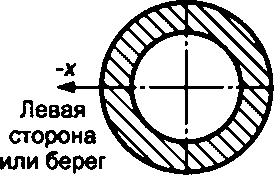 -x
Левая
сторона
или берег